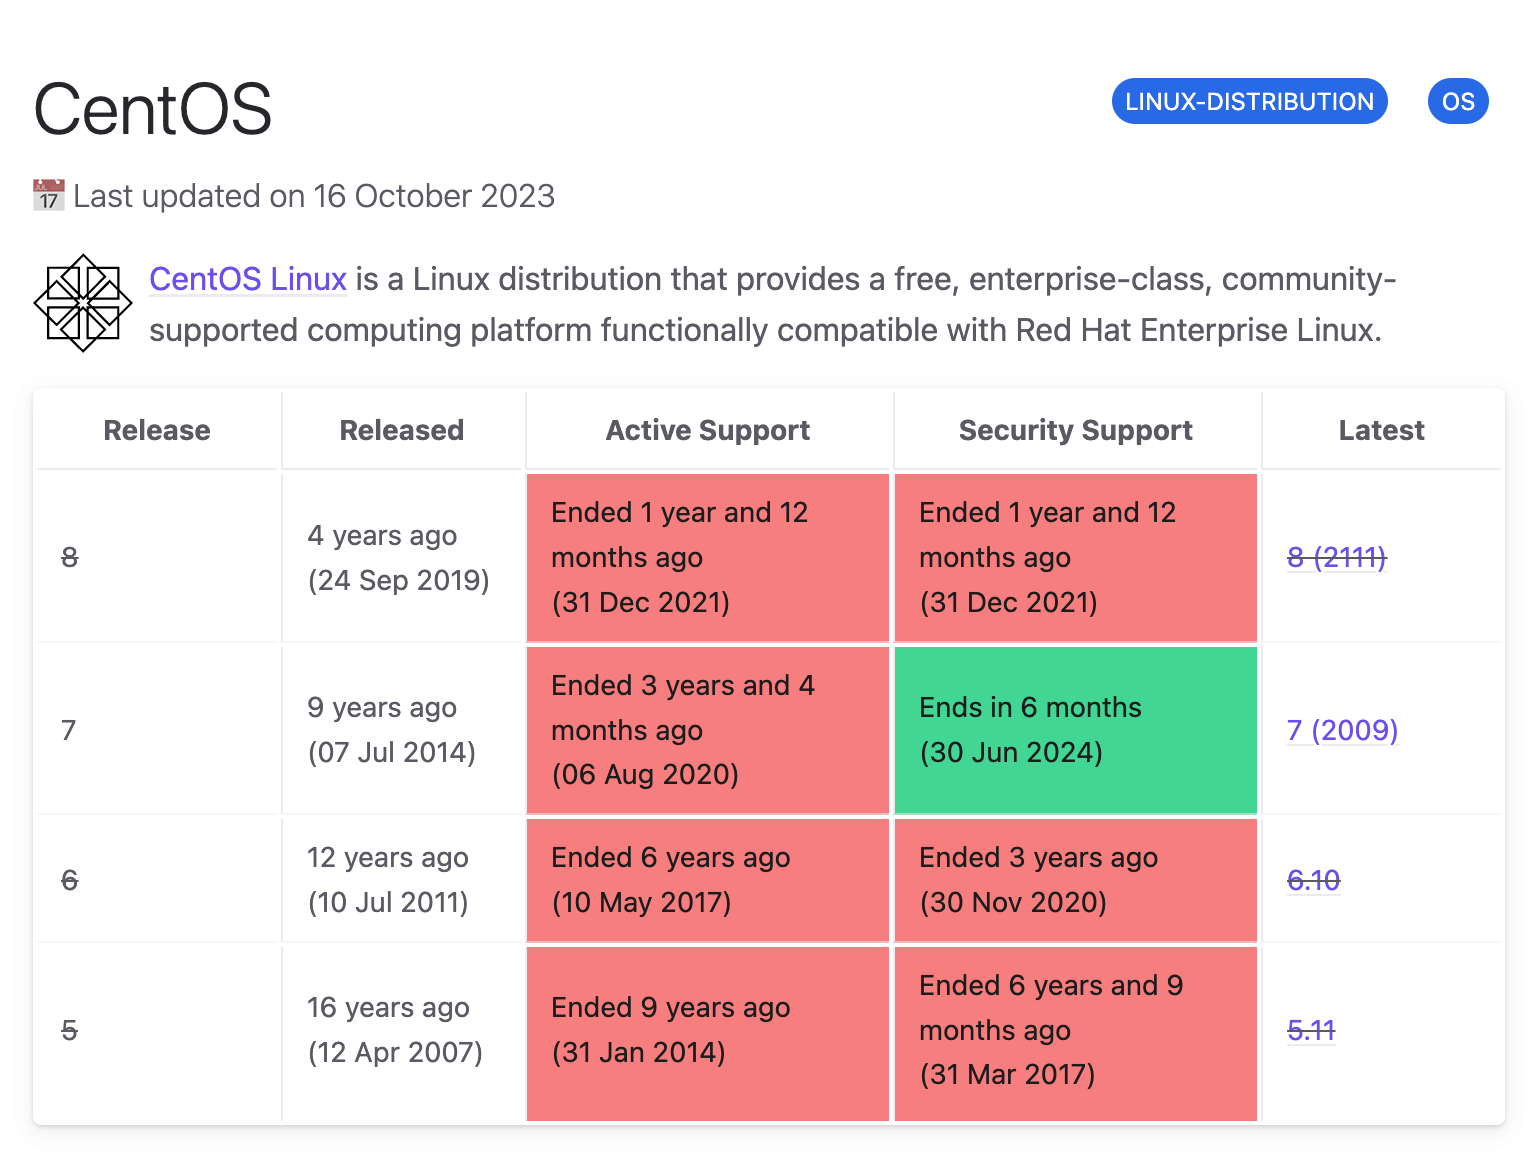 CentOS
LINUX-DISTRIBUTION
OS
JUL
17
Last updated on 16 October 2023
CentOS Linux is a Linux distribution that provides a free, enterprise-class, community-
supported computing platform functionally compatible with Red Hat Enterprise Linux.
Release
Released
Active Support
Security Support
Latest
8
4 years ago
(24 Sep 2019)
Ended 1 year and 12
months ago
(31 Dec 2021)
Ended 1 year and 12
months ago
(31 Dec 2021)
8 (2111)
7
9 years ago
(07 Jul 2014)
Ended 3 years and 4
months ago
(06 Aug 2020)
Ends in 6 months
(30 Jun 2024)
7 (2009)
6
12 years ago
(10 Jul 2011)
Ended 6 years ago
(10 May 2017)
Ended 3 years ago
(30 Nov 2020)
6.10
5
16 years ago
(12 Apr 2007)
Ended 9 years ago
(31 Jan 2014)
Ended 6 years and 9
months ago
(31 Mar 2017)
5.11